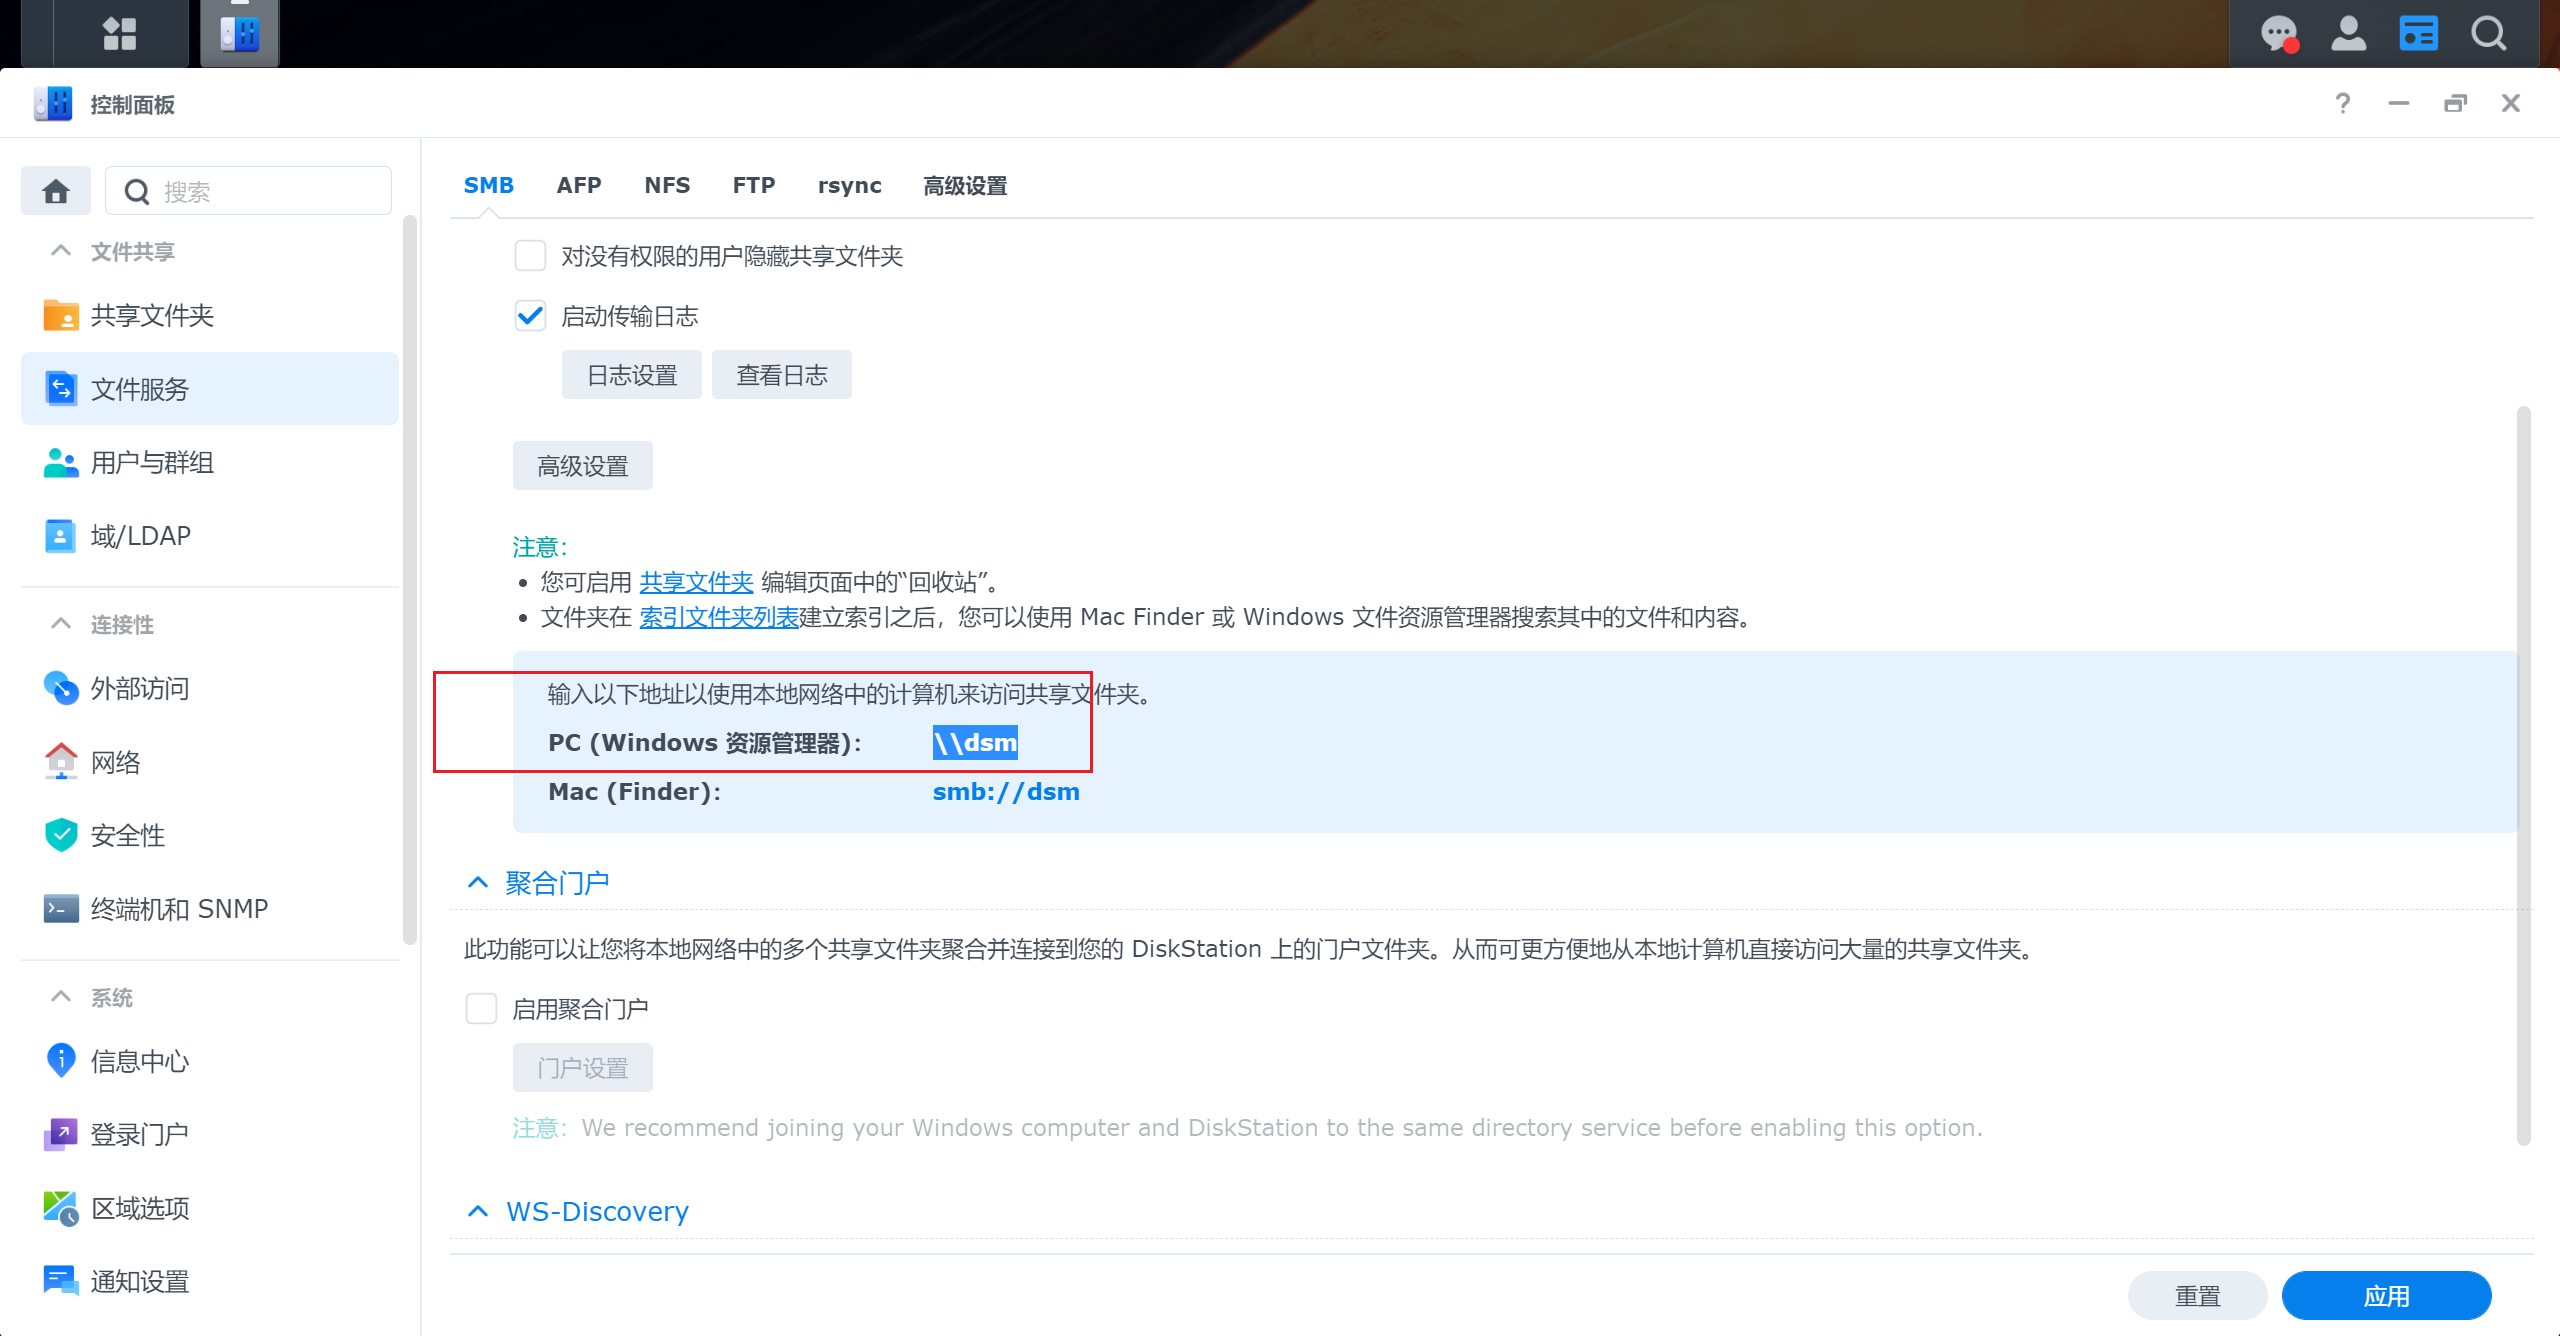 控制面板
搜索
文件共享
共享文件夹
文件服务
用户与群组
域/LDAP
连接性
外部访问
网络
安全性
终端机和 SNMP
系统
信息中心
登录门户
区域选项
通知设置
SMB AFP NFS FTP rsync 高级设置
对没有权限的用户隐藏共享文件夹
启动传输日志
日志设置 查看日志
高级设置
注意：
• 您可启用 共享文件夹 编辑页面中的“回收站”。
• 文件夹在 索引文件夹列表建立索引之后，您可以使用 Mac Finder 或 Windows 文件资源管理器搜索其中的文件和内容。
输入以下地址以使用本地网络中的计算机来访问共享文件夹。
PC (Windows 资源管理器)： \\dsm
Mac (Finder)： smb://dsm
聚合门户
此功能可以让您将本地网络中的多个共享文件夹聚合并连接到您的 DiskStation 上的门户文件夹。从而可更方便地从本地计算机直接访问大量的共享文件夹。
启用聚合门户
门户设置
注意：We recommend joining your Windows computer and DiskStation to the same directory service before enabling this option.
WS-Discovery
重置 应用